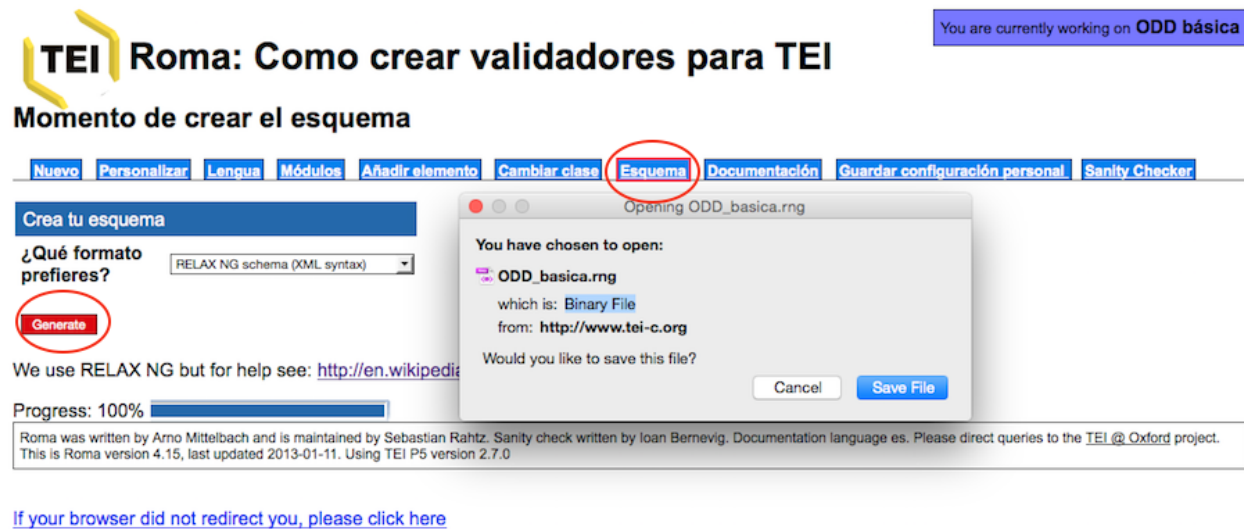 You are currently working on ODD básica
TEI Roma: Como crear validadores para TEI
Momento de crear el esquema
Nuevo Personalizar Lengua Módulos Añadir elemento Cambiar clase Esquema Documentación Guardar configuración personal Sanity Checker
Crea tu esquema
¿Qué formato
prefieres?
RELAX NG schema (XML syntax)
Generate
We use RELAX NG but for help see: http://en.wikipedia
Progress: 100%
Opening ODD_basica.rng
You have chosen to open:
ODD_basica.rng
which is: Binary File
from: http://www.tei-c.org
Would you like to save this file?
Cancel Save File
Roma was written by Arno Mittelbach and is maintained by Sebastian Rahtz. Sanity check written by Ioan Bernevig. Documentation language es. Please direct queries to the TEI @ Oxford project.
This is Roma version 4.15, last updated 2013-01-11. Using TEI P5 version 2.7.0
If your browser did not redirect you, please click here